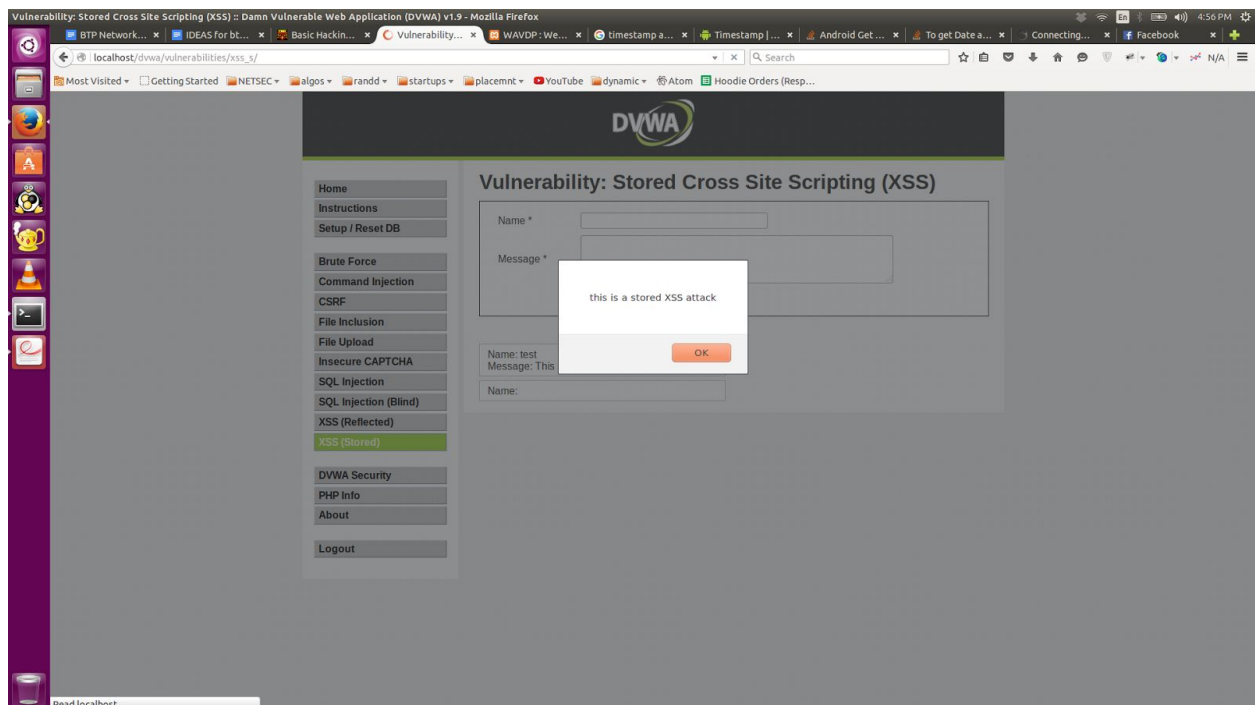 Vulnerability: Stored Cross Site Scripting (XSS) :: Damn Vulnerable Web Application (DVWA) v1.9 - Mozilla Firefox
En 4:56 PM
BTP Network... IDEAS for bt... Basic Hackin... Vulnerability... WAVDP : We... timestamp a... Timestamp | ... Android Get ... To get Date a... Connecting... Facebook
localhost/dvwa/vulnerabilities/xss_s/ Search N/A
Most Visited Getting Started NETSEC algos randd startups placemnt YouTube dynamic Atom Hoodie Orders (Resp...
DVWA
Vulnerability: Stored Cross Site Scripting (XSS)
Home
Instructions
Setup / Reset DB
Brute Force
Command Injection
CSRF
File Inclusion
File Upload
Insecure CAPTCHA
SQL Injection
SQL Injection (Blind)
XSS (Reflected)
XSS (Stored)
DVWA Security
PHP Info
About
Logout
Name *
Message *
this is a stored XSS attack
OK
Name: test
Message: This
Name:
Read localhost